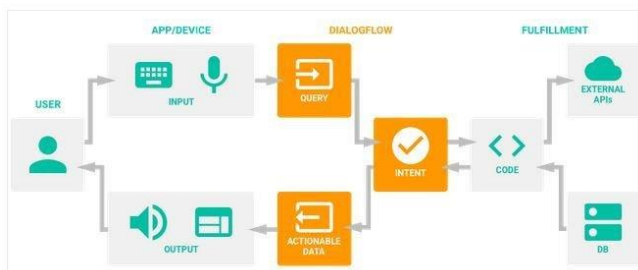 APP/DEVICE
DIALOGFLOW
FULFILLMENT
USER
INPUT
QUERY
EXTERNAL
APIs
INTENT
CODE
OUTPUT
ACTIONABLE
DATA
DB